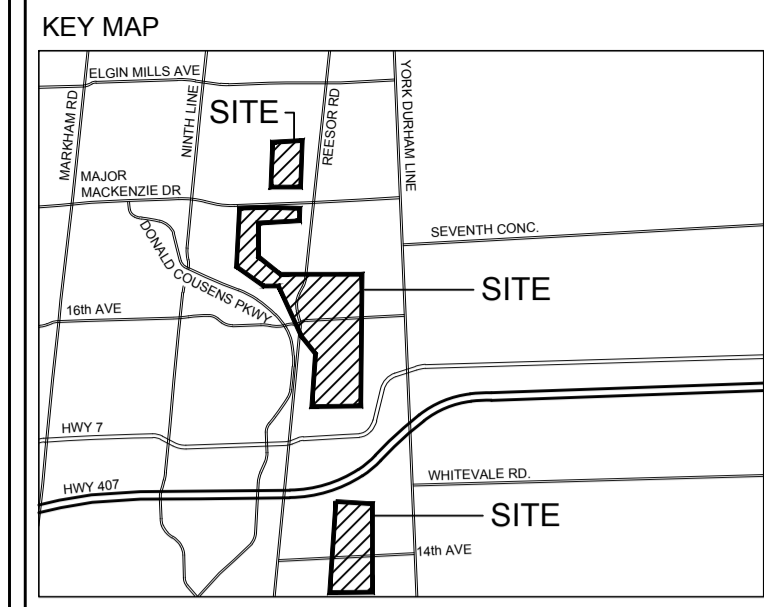 KEY MAP
ELGIN MILLS AVE
MARKHAM RD
NINTH LINE
SITE
REESOR RD
YORK DURHAM LINE
MAJOR
MACKENZIE DR
DONALD COUSENS PKWY
SEVENTH CONC.
SITE
16th AVE
HWY 7
HWY 407
WHITEVALE RD.
SITE
14th AVE